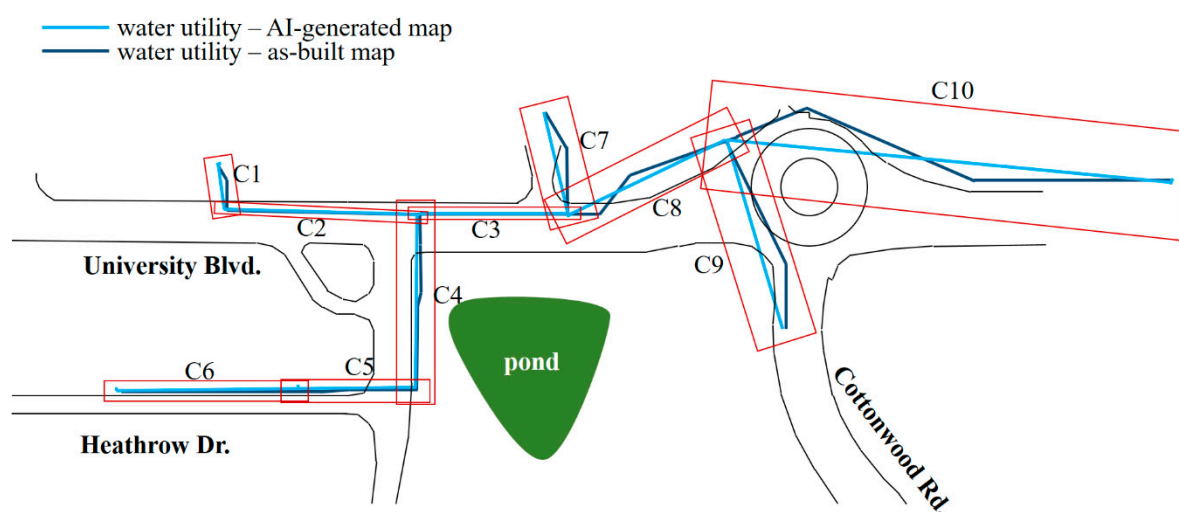 water utility – AI-generated map
water utility – as-built map
C10
C7
C1
C8
C2
C3
University Blvd.
C9
C4
pond
C6
C5
Cottonwood Rd.
Heathrow Dr.